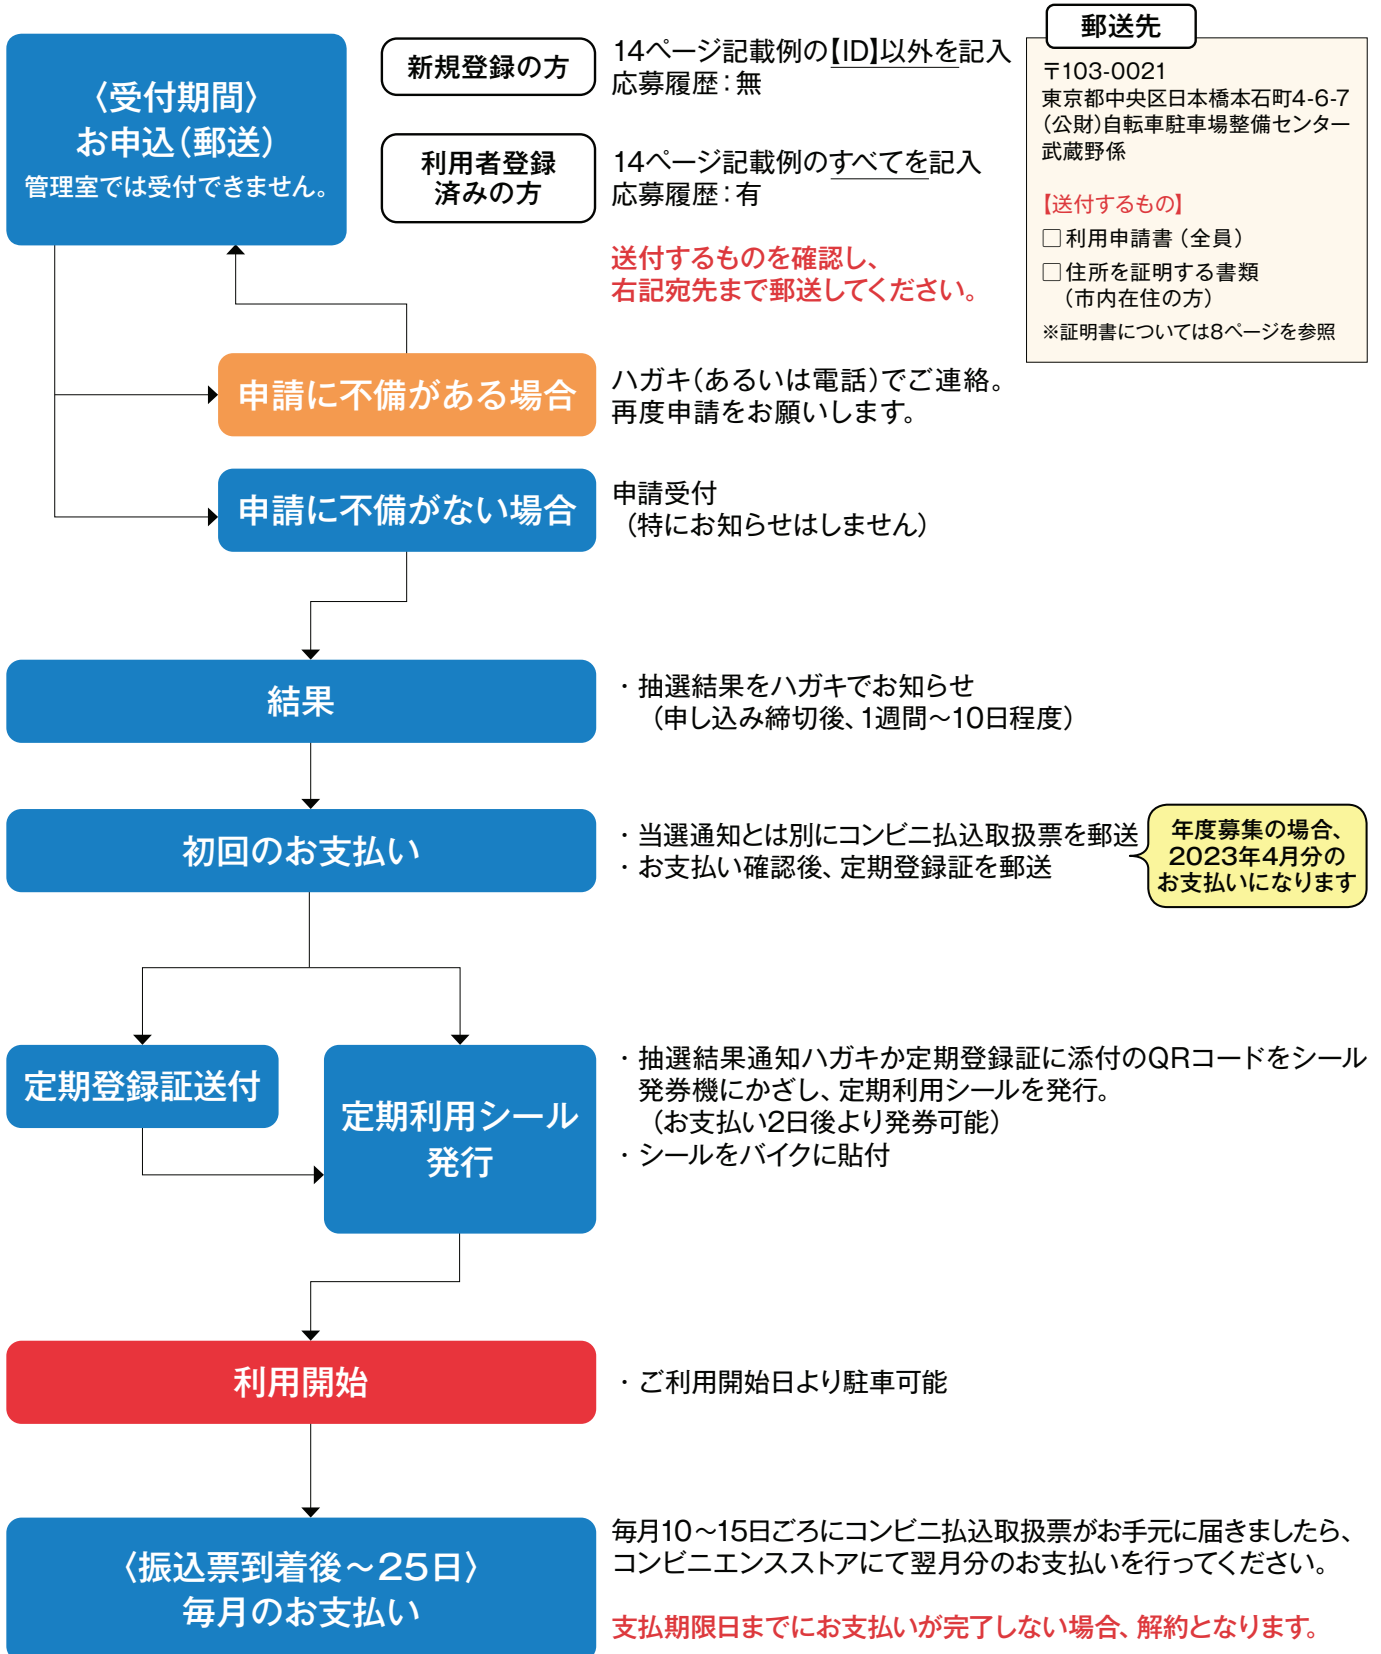 〈受付期間〉
お申込（郵送）
管理室では受付できません。
新規登録の方
14ページ記載例の【ID】以外を記入
応募履歴：無
利用者登録
済みの方
14ページ記載例のすべてを記入
応募履歴：有
送付するものを確認し、
右記宛先まで郵送してください。
郵送先
〒103-0021
東京都中央区日本橋本石町4-6-7
（公財）自転車駐車場整備センター
武蔵野係
【送付するもの】
□利用申請書（全員）
□住所を証明する書類
（市内在住の方）
※証明書については8ページを参照
申請に不備がある場合
ハガキ（あるいは電話）でご連絡。
再度申請をお願いします。
申請に不備がない場合
申請受付
（特にお知らせはしません）
結果
・抽選結果をハガキでお知らせ
（申し込み締切後、1週間～10日程度）
初回のお支払い
・当選通知とは別にコンビニ払込取扱票を郵送
・お支払い確認後、定期登録証を郵送
年度募集の場合、
2023年4月分の
お支払いになります
定期登録証送付
定期利用シール
発行
・抽選結果通知ハガキか定期登録証に添付のQRコードをシール
発券機にかざし、定期利用シールを発行。
（お支払い2日後より発券可能）
・シールをバイクに貼付
利用開始
・ご利用開始日より駐車可能
〈振込票到着後～25日〉
毎月のお支払い
毎月10～15日ごろにコンビニ払込取扱票がお手元に届きましたら、
コンビニエンスストアにて翌月分のお支払いを行ってください。
支払期限日までにお支払いが完了しない場合、解約となります。